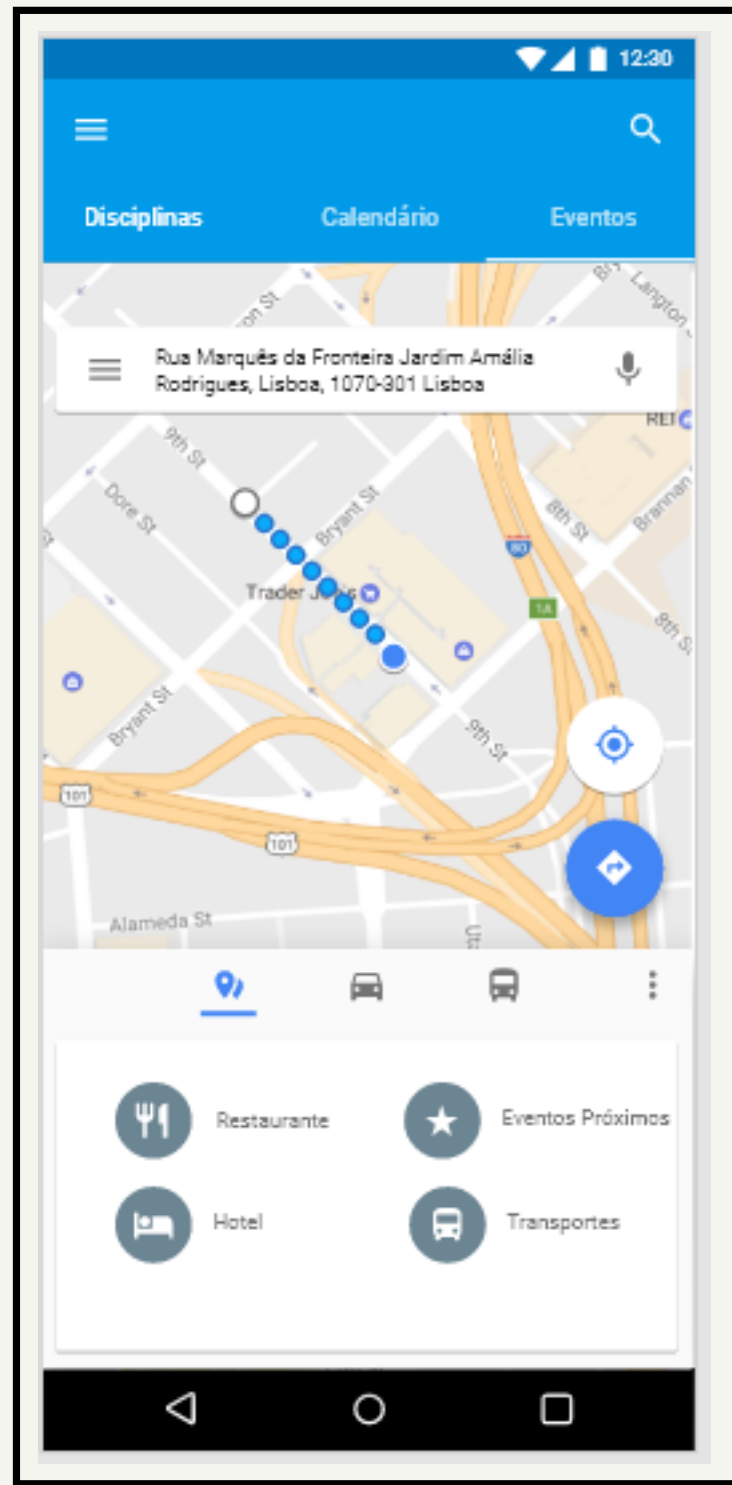 12:30
Disciplinas
Calendário
Eventos
Langton
Rua Marquês da Fronteira Jardim Amália
Rodrigues, Lisboa, 1070-301 Lisboa
REI
9th St
Dore St
Bryant St
8th St
Brannan
80
Trader
1A
8th St
Bryant St
9th St
101
101
Alameda St
Restaurante
Eventos Próximos
Hotel
Transportes